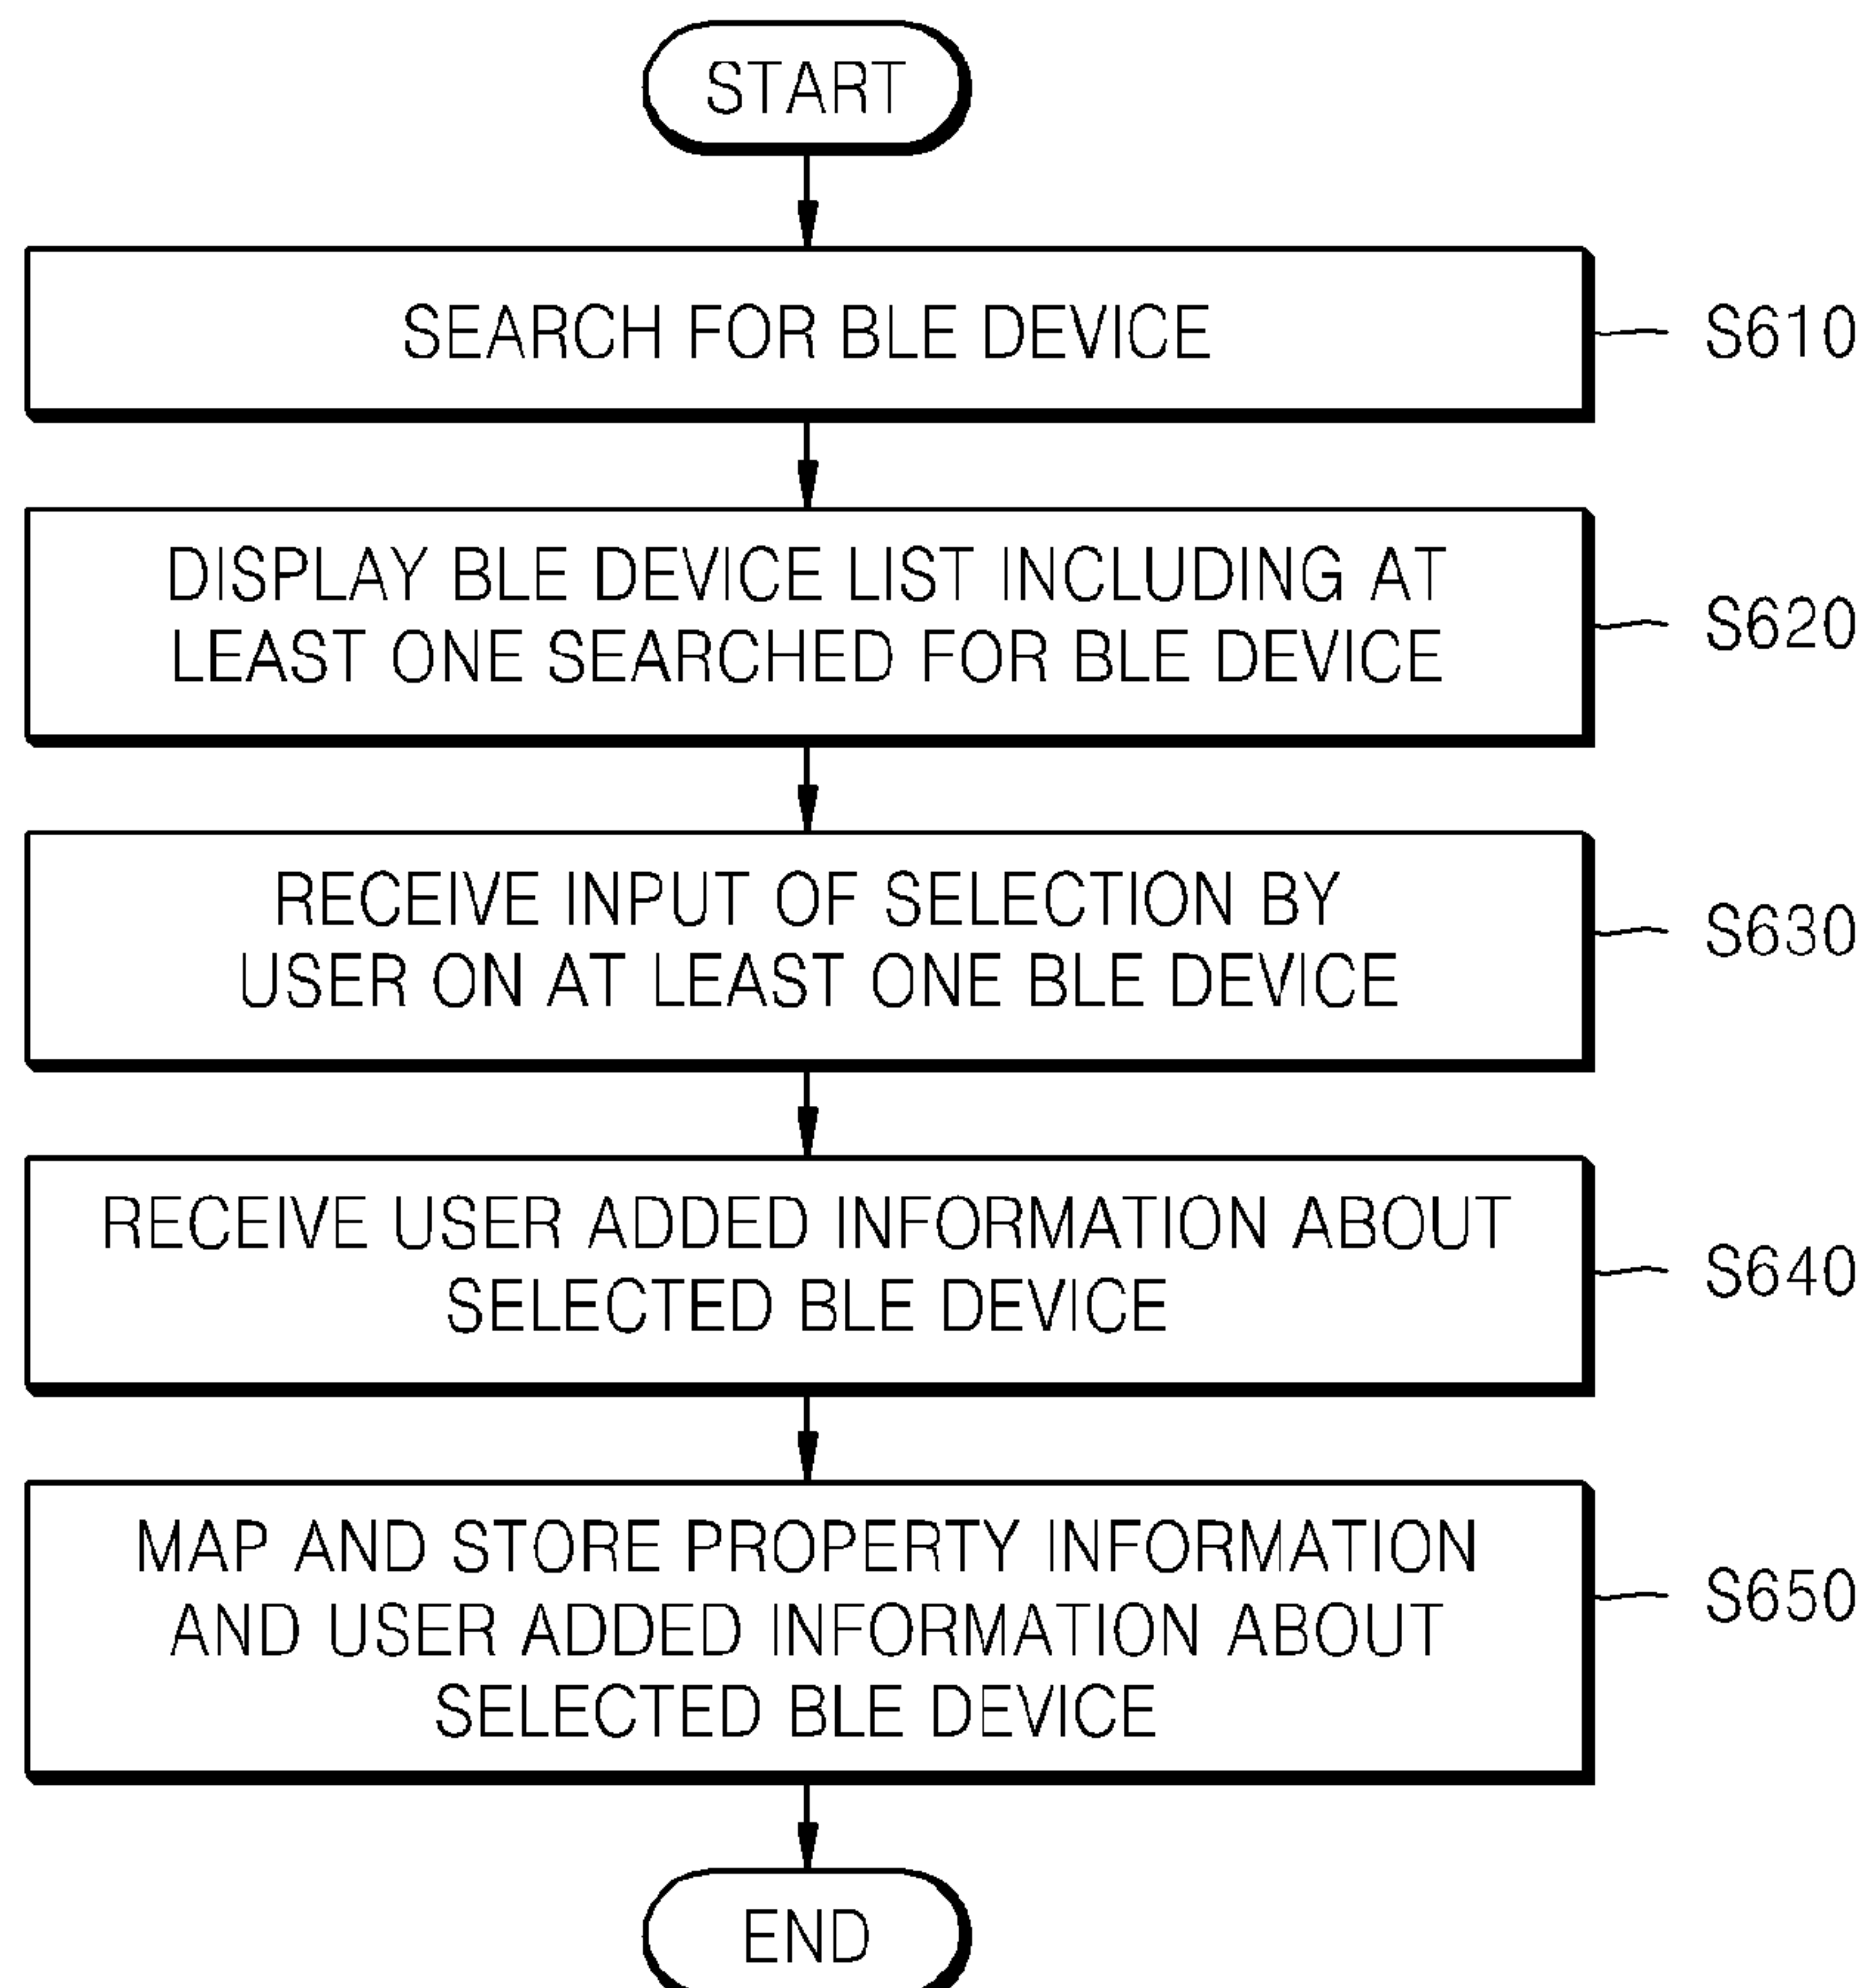 START
SEARCH FOR BLE DEVICE
S610
DISPLAY BLE DEVICE LIST INCLUDING AT
LEAST ONE SEARCHED FOR BLE DEVICE
S620
RECEIVE INPUT OF SELECTION BY
USER ON AT LEAST ONE BLE DEVICE
S630
RECEIVE USER ADDED INFORMATION ABOUT
SELECTED BLE DEVICE
S640
MAP AND STORE PROPERTY INFORMATION
AND USER ADDED INFORMATION ABOUT
SELECTED BLE DEVICE
S650
END